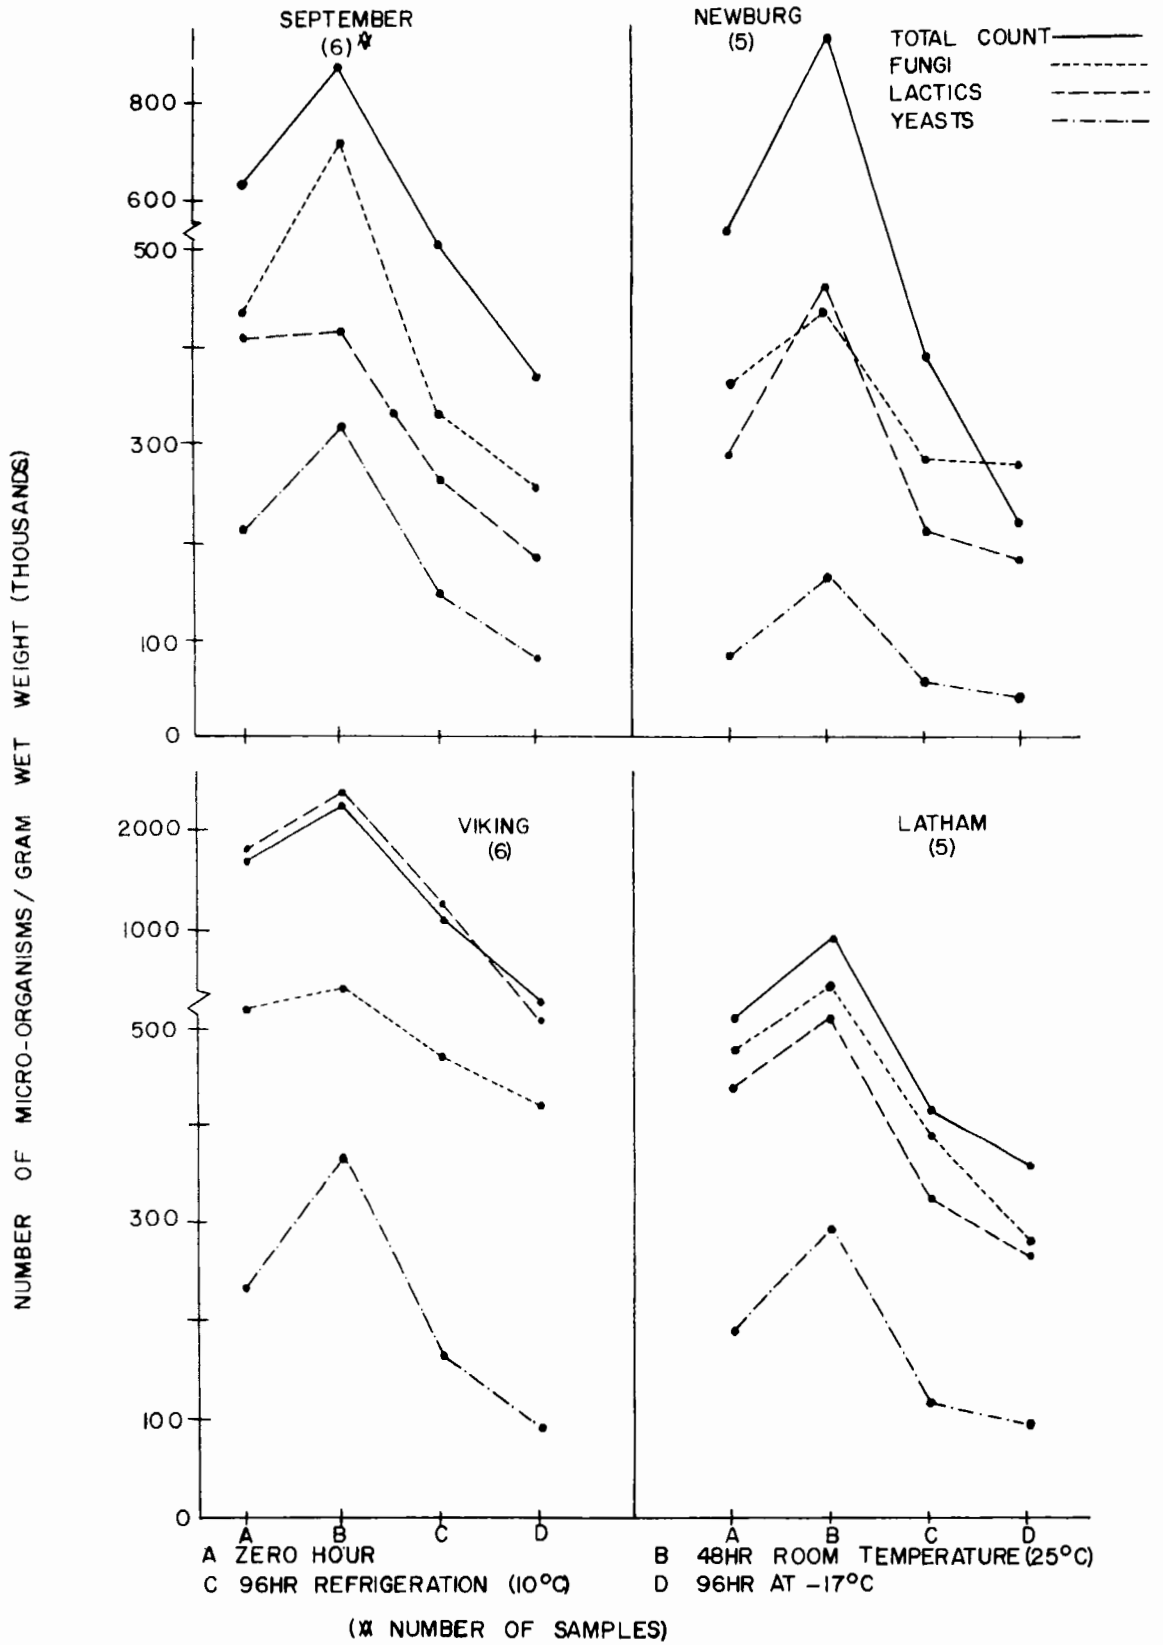 SEPTEMBER
(6)*
NEWBURG
(5)
TOTAL COUNT
FUNGI
LACTICS
YEASTS
800
600
500
300
100
0
NUMBER OF MICRO-ORGANISMS/GRAM WET WEIGHT (THOUSANDS)
VIKING
(6)
LATHAM
(5)
2000
1000
500
300
100
0
A B C D
A B C D
A ZERO HOUR
B 48HR ROOM TEMPERATURE (25°C)
C 96HR REFRIGERATION (10°C)
D 96HR AT -17°C
(* NUMBER OF SAMPLES)